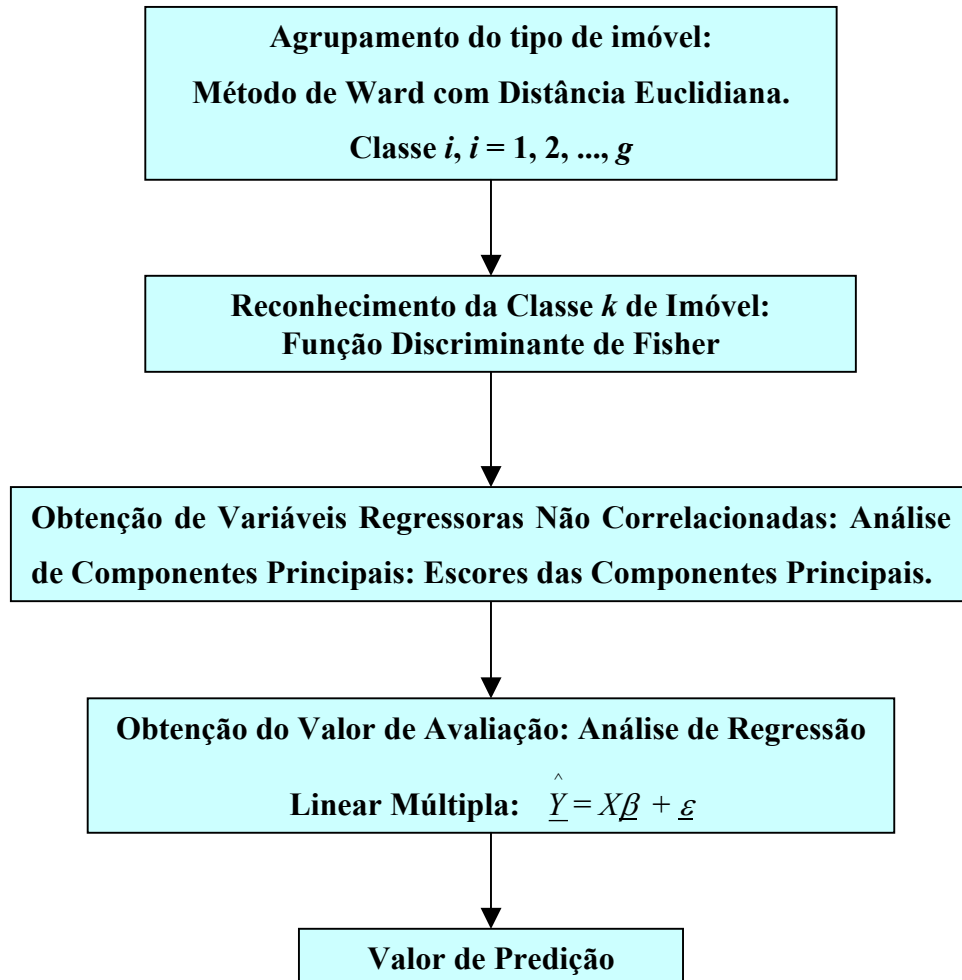 Agrupamento do tipo de imóvel:
Método de Ward com Distância Euclidiana.
Classe i, i = 1, 2, ..., g
Reconhecimento da Classe k de Imóvel:
Função Discriminante de Fisher
Obtenção de Variáveis Regressoras Não Correlacionadas: Análise
de Componentes Principais: Escores das Componentes Principais.
Obtenção do Valor de Avaliação: Análise de Regressão
Linear Múltipla: Ŷ = Xβ + ε
Valor de Predição